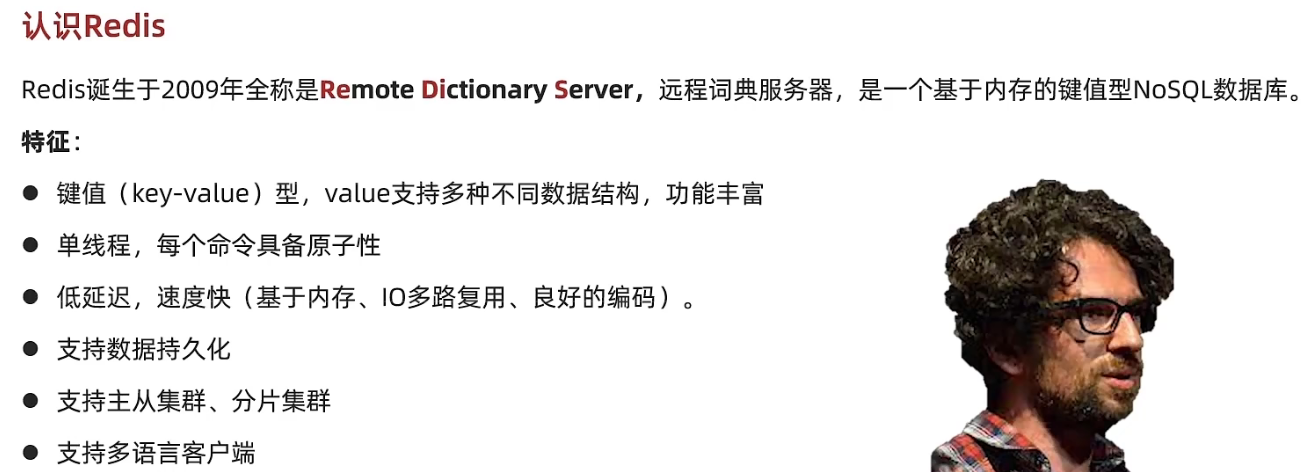 认识Redis
Redis诞生于2009年全称是Remote Dictionary Server，远程词典服务器，是一个基于内存的键值型NoSQL数据库。
特征：
● 键值（key-value）型，value支持多种不同数据结构，功能丰富
● 单线程，每个命令具备原子性
● 低延迟，速度快（基于内存、IO多路复用、良好的编码）。
● 支持数据持久化
● 支持主从集群、分片集群
● 支持多语言客户端